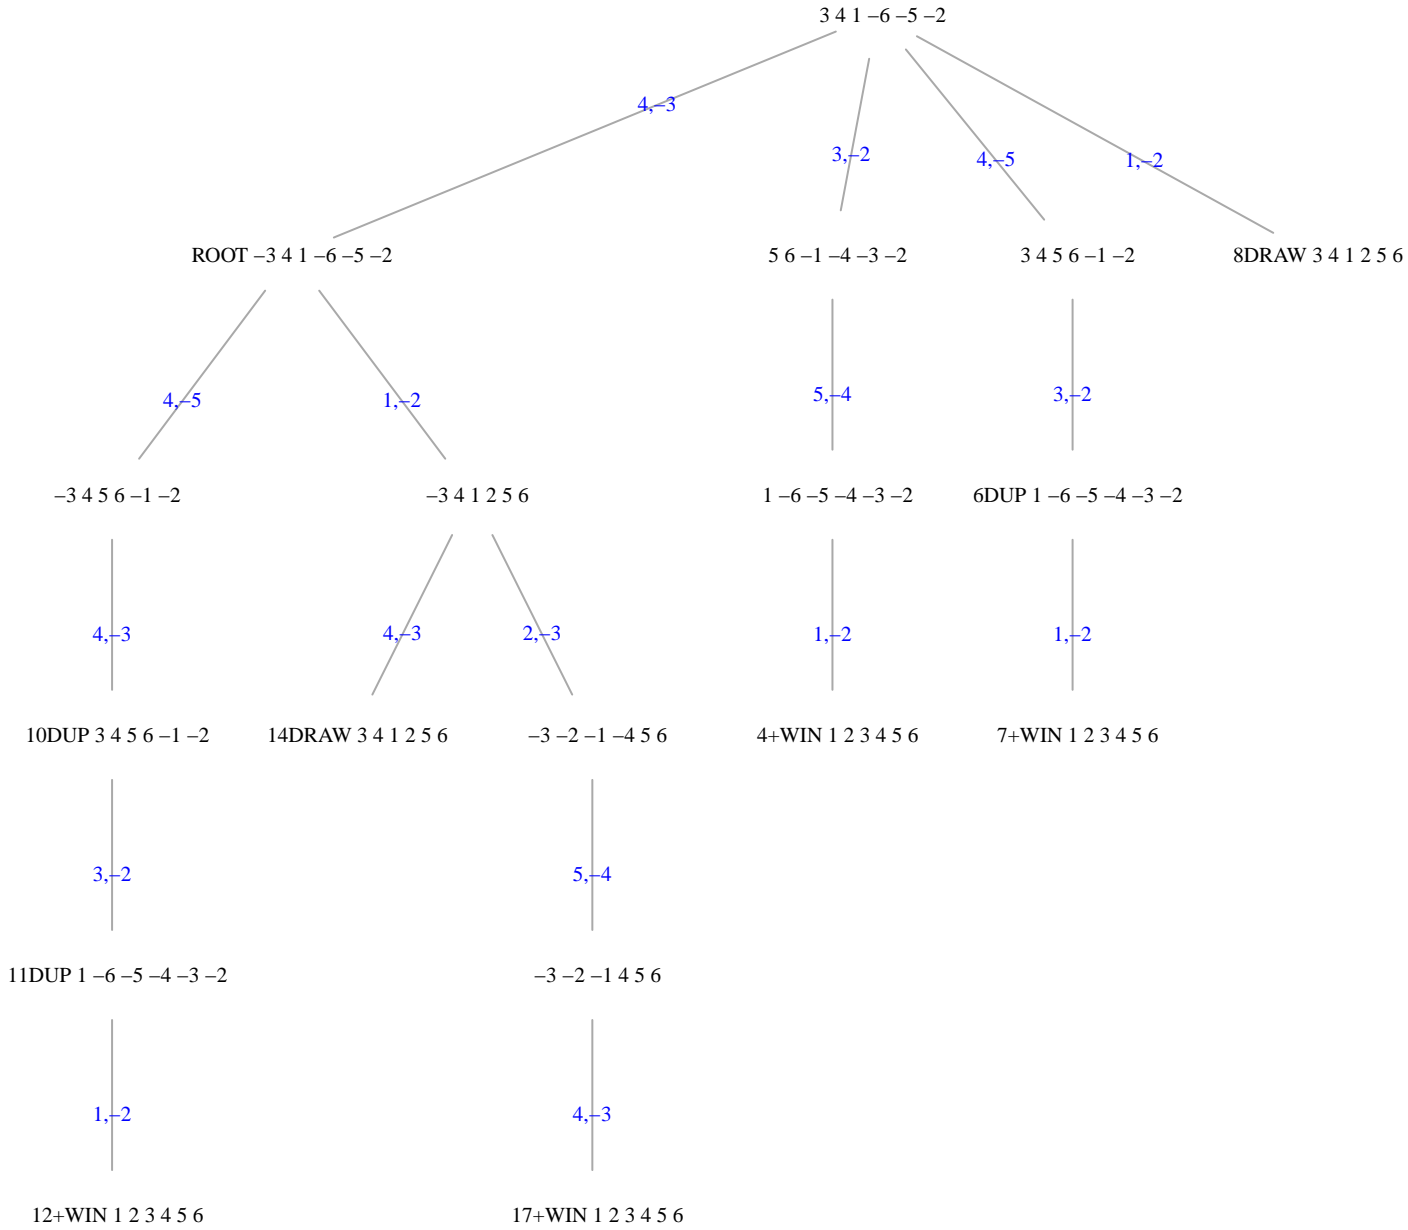 3 4 1 –6 –5 –2
4,–3
3,–2
4,–5
1,–2
ROOT –3 4 1 –6 –5 –2
5 6 –1 –4 –3 –2
3 4 5 6 –1 –2
8DRAW 3 4 1 2 5 6
4,–5
1,–2
5,–4
3,–2
–3 4 5 6 –1 –2
–3 4 1 2 5 6
1 –6 –5 –4 –3 –2
6DUP 1 –6 –5 –4 –3 –2
4,–3
4,–3
2,–3
1,–2
1,–2
10DUP 3 4 5 6 –1 –2
14DRAW 3 4 1 2 5 6
–3 –2 –1 –4 5 6
4+WIN 1 2 3 4 5 6
7+WIN 1 2 3 4 5 6
3,–2
5,–4
11DUP 1 –6 –5 –4 –3 –2
–3 –2 –1 4 5 6
1,–2
4,–3
12+WIN 1 2 3 4 5 6
17+WIN 1 2 3 4 5 6